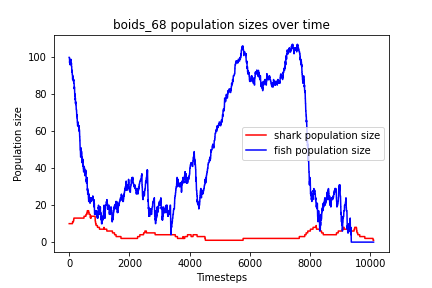 boids_68 population sizes over time
Population size
100
80
60
40
20
0
shark population size
fish population size
0 2000 4000 6000 8000 10000
Timesteps